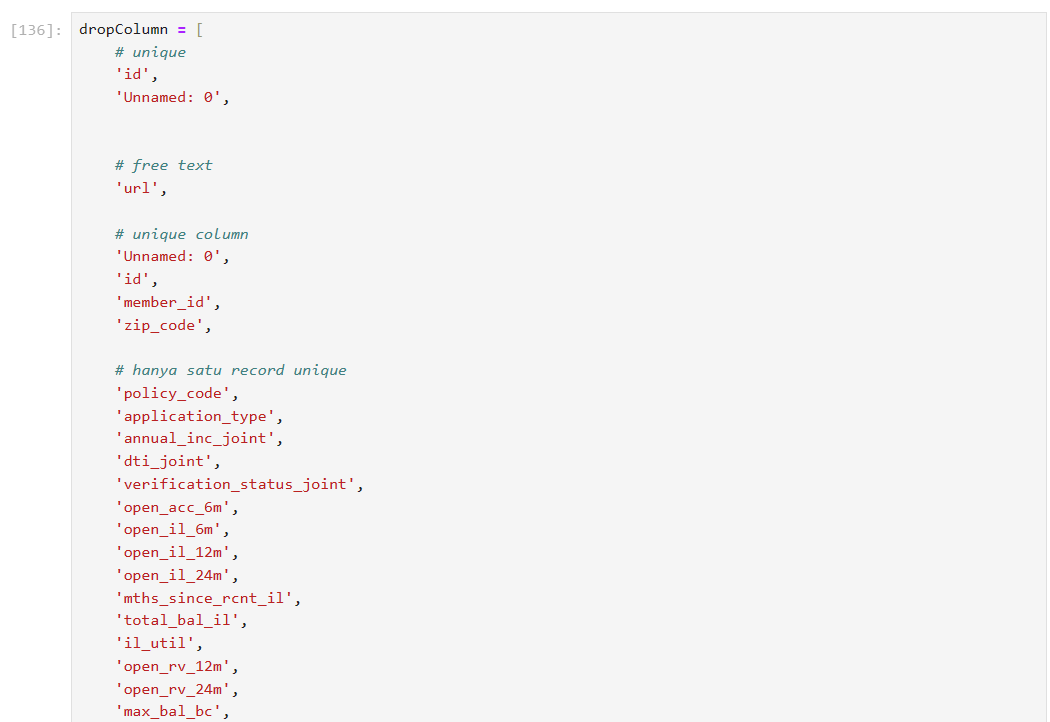 [136]: dropColumn = [
# unique
'id',
'Unnamed: 0',
# free text
'url',
# unique column
'Unnamed: 0',
'id',
'member_id',
'zip_code',
# hanya satu record unique
'policy_code',
'application_type',
'annual_inc_joint',
'dti_joint',
'verification_status_joint',
'open_acc_6m',
'open_il_6m',
'open_il_12m',
'open_il_24m',
'mths_since_rcnt_il',
'total_bal_il',
'il_util',
'open_rv_12m',
'open_rv_24m',
'max_bal_bc',